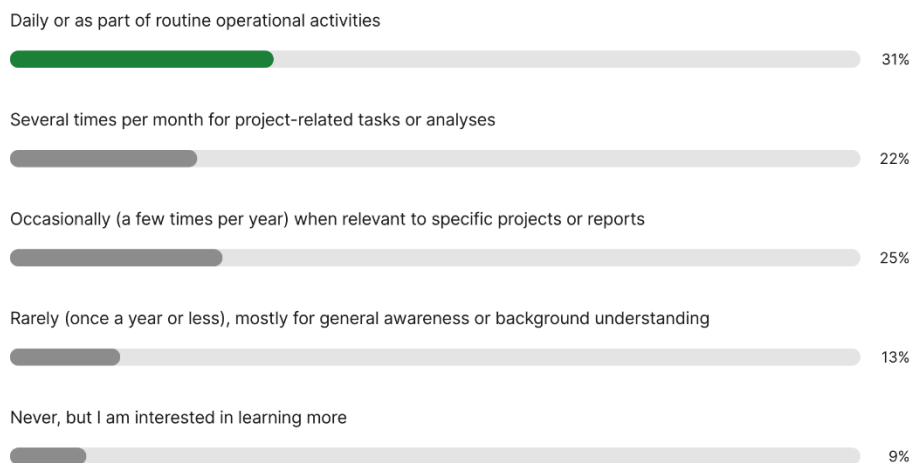 Daily or as part of routine operational activities
31%
Several times per month for project-related tasks or analyses
22%
Occasionally (a few times per year) when relevant to specific projects or reports
25%
Rarely (once a year or less), mostly for general awareness or background understanding
13%
Never, but I am interested in learning more
9%